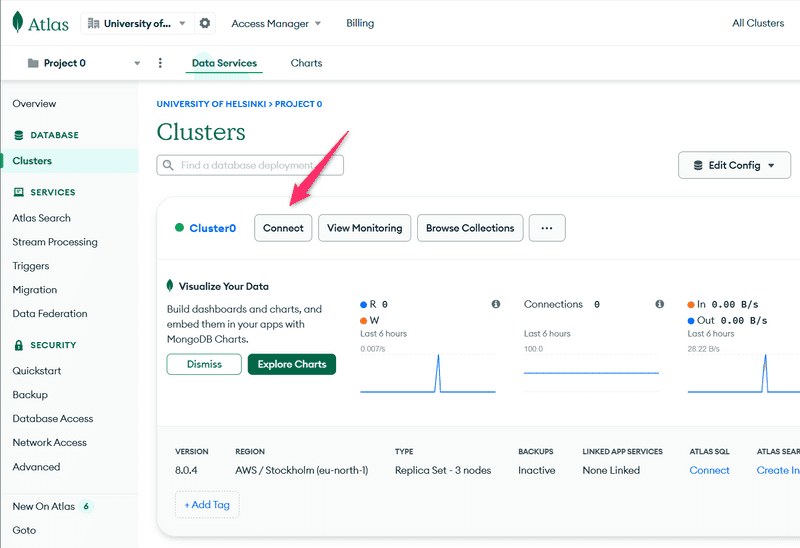 Atlas
University of...
Access Manager
Billing
All Clusters
Project 0
Data Services
Charts
Overview
DATABASE
Clusters
SERVICES
Atlas Search
Stream Processing
Triggers
Migration
Data Federation
SECURITY
Quickstart
Backup
Database Access
Network Access
Advanced
New On Atlas 6
Goto
UNIVERSITY OF HELSINKI > PROJECT 0
Clusters
Find a database deployment...
Edit Config
Cluster0
Connect
View Monitoring
Browse Collections
...
Visualize Your Data
Build dashboards and charts, and
embed them in your apps with
MongoDB Charts.
Dismiss
Explore Charts
R 0
W
Last 6 hours
0.007/s
Connections 0
Last 6 hours
100.0
In 0.00 B/s
Out 0.00 B/s
Last 6 hours
28.22 B/s
VERSION
8.0.4
REGION
AWS / Stockholm (eu-north-1)
TYPE
Replica Set - 3 nodes
BACKUPS
Inactive
LINKED APP SERVICES
None Linked
ATLAS SQL
Connect
ATLAS SEAR
Create In
+ Add Tag